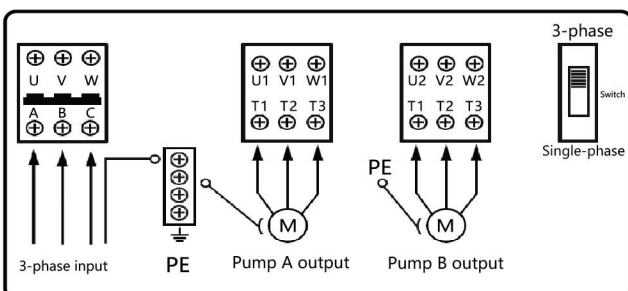 3-phase
U V W
A B C
U1 V1 W1
T1 T2 T3
U2 V2 W2
T1 T2 T3
Switch
Single-phase
PE
M
M
3-phase input
PE
Pump A output
Pump B output